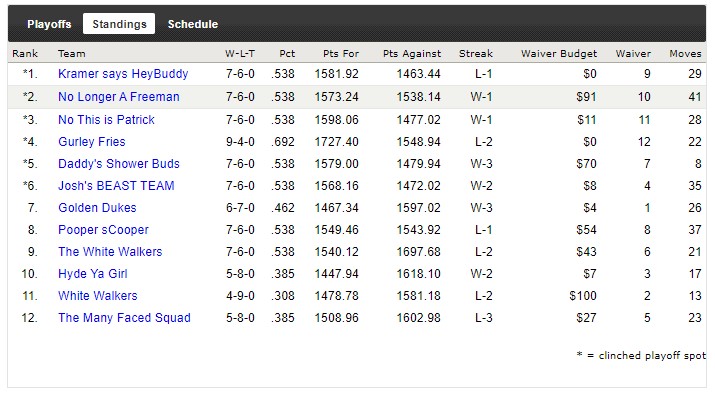 Playoffs Standings Schedule
Rank Team W-L-T Pct Pts For Pts Against Streak Waiver Budget Waiver Moves
*1. Kramer says HeyBuddy 7-6-0 .538 1581.92 1463.44 L-1 $0 9 29
*2. No Longer A Freeman 7-6-0 .538 1573.24 1538.14 W-1 $91 10 41
*3. No This is Patrick 7-6-0 .538 1598.06 1477.02 W-1 $11 11 28
*4. Gurley Fries 9-4-0 .692 1727.40 1548.94 L-2 $0 12 22
*5. Daddy's Shower Buds 7-6-0 .538 1579.00 1479.94 W-3 $70 7 8
*6. Josh's BEAST TEAM 7-6-0 .538 1568.16 1472.02 W-2 $8 4 35
7. Golden Dukes 6-7-0 .462 1467.34 1597.02 W-3 $4 1 26
8. Pooper sCooper 7-6-0 .538 1549.46 1543.92 L-1 $54 8 37
9. The White Walkers 7-6-0 .538 1540.12 1697.68 L-2 $43 6 21
10. Hyde Ya Girl 5-8-0 .385 1447.94 1618.10 W-2 $7 3 17
11. White Walkers 4-9-0 .308 1478.78 1581.18 L-2 $100 2 13
12. The Many Faced Squad 5-8-0 .385 1508.96 1602.98 L-3 $27 5 23
* = clinched playoff spot